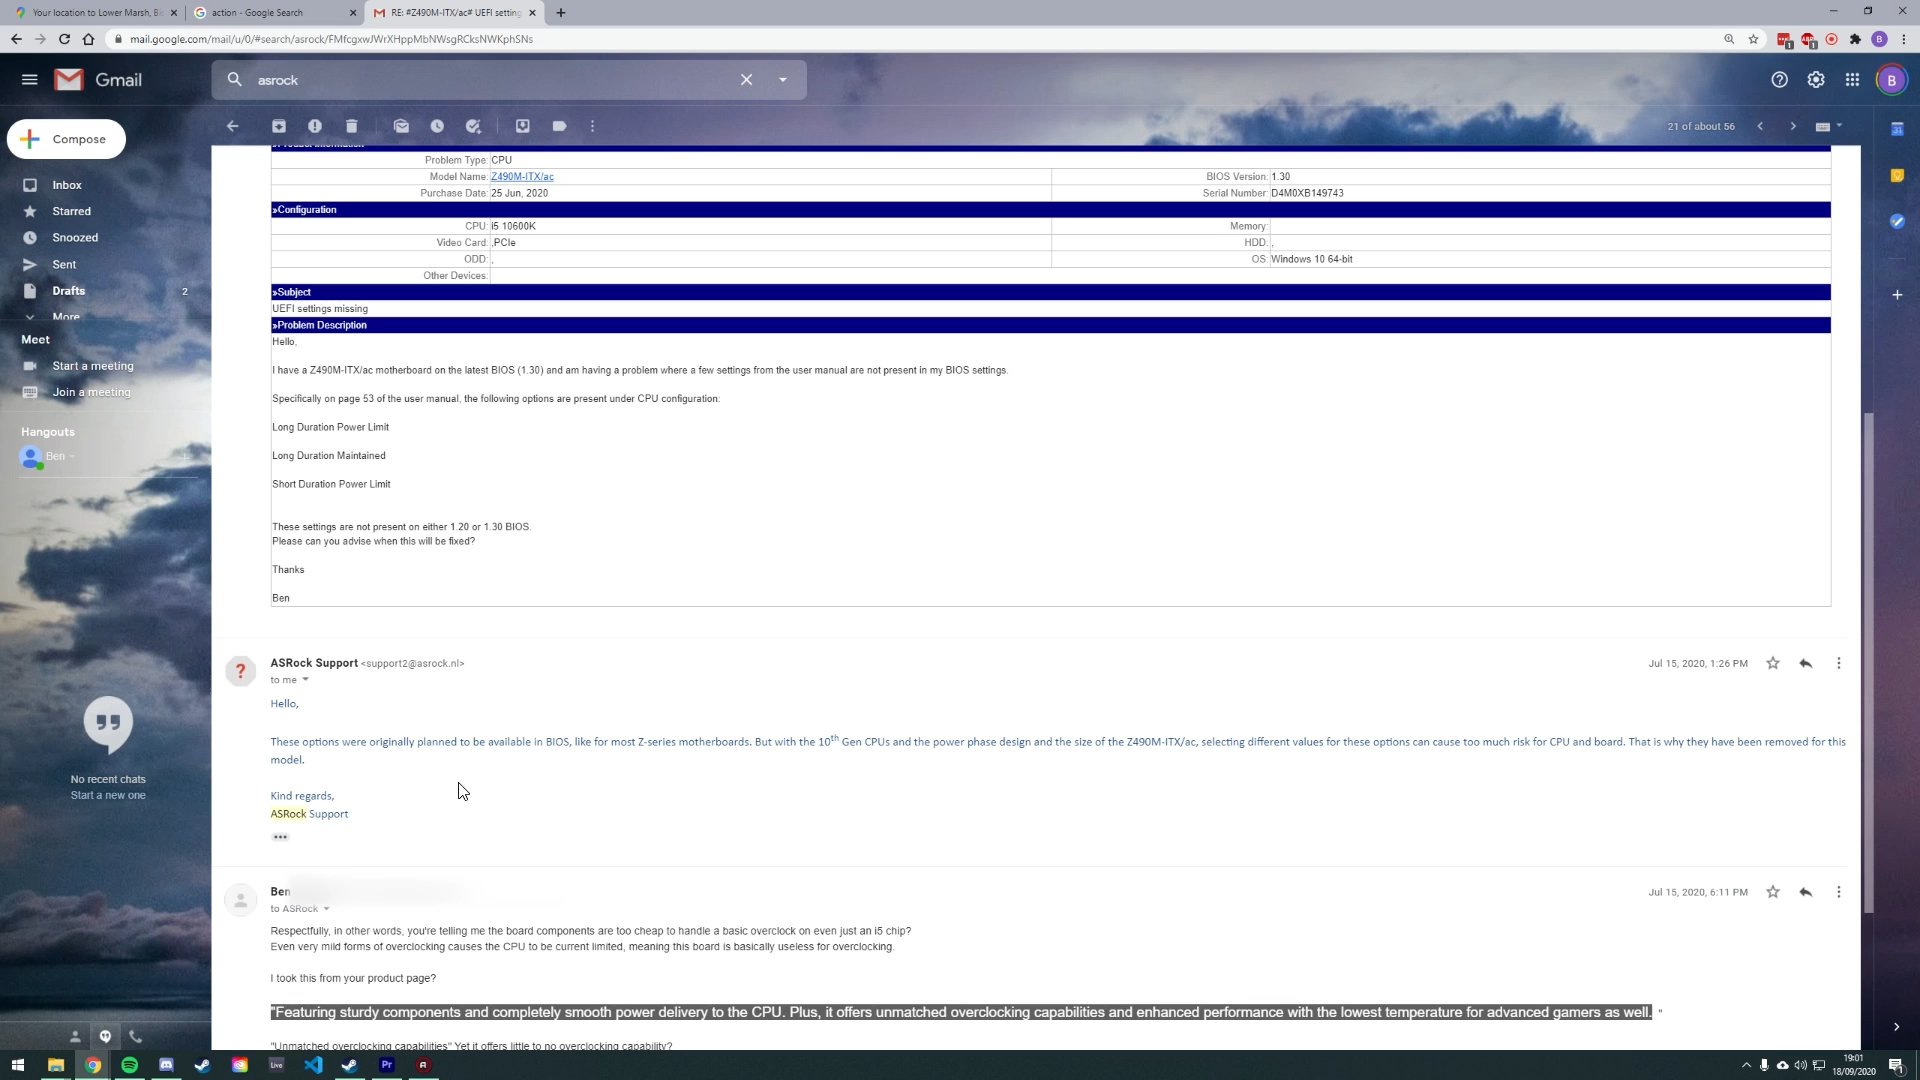 Your location to Lower Marsh, B
action - Google Search
RE: #Z490M-ITX/ac# UEFI setting
mail.google.com/mail/u/0/#search/asrock/FMfcgxwJWrXHppMbNWsgRCksNWKphSNs
Gmail
asrock
B
Compose
21 of about 56
Inbox
Starred
Snoozed
Sent
Drafts 2
More
Meet
Start a meeting
Join a meeting
Hangouts
Ben
No recent chats
Start a new one
Problem Type: CPU
Model Name: Z490M-ITX/ac BIOS Version: 1.30
Purchase Date: 25 Jun, 2020 Serial Number: D4M0XB149743
»Configuration
CPU: i5 10600K Memory:
Video Card: ,PCIe HDD: ,
ODD: , OS: Windows 10 64-bit
Other Devices:
»Subject
UEFI settings missing
»Problem Description
Hello,
I have a Z490M-ITX/ac motherboard on the latest BIOS (1.30) and am having a problem where a few settings from the user manual are not present in my BIOS settings.
Specifically on page 53 of the user manual, the following options are present under CPU configuration:
Long Duration Power Limit
Long Duration Maintained
Short Duration Power Limit
These settings are not present on either 1.20 or 1.30 BIOS.
Please can you advise when this will be fixed?
Thanks
Ben
ASRock Support <support2@asrock.nl> Jul 15, 2020, 1:26 PM
to me
Hello,
These options were originally planned to be available in BIOS, like for most Z-series motherboards. But with the 10th Gen CPUs and the power phase design and the size of the Z490M-ITX/ac, selecting different values for these options can cause too much risk for CPU and board. That is why they have been removed for this
model.
Kind regards,
ASRock Support
Ben Jul 15, 2020, 6:11 PM
to ASRock
Respectfully, in other words, you're telling me the board components are too cheap to handle a basic overclock on even just an i5 chip?
Even very mild forms of overclocking causes the CPU to be current limited, meaning this board is basically useless for overclocking.
I took this from your product page?
"Featuring sturdy components and completely smooth power delivery to the CPU. Plus, it offers unmatched overclocking capabilities and enhanced performance with the lowest temperature for advanced gamers as well. "
"Unmatched overclocking capabilities" Yet it offers little to no overclocking capability?
Live
Pr
19:01
18/09/2020